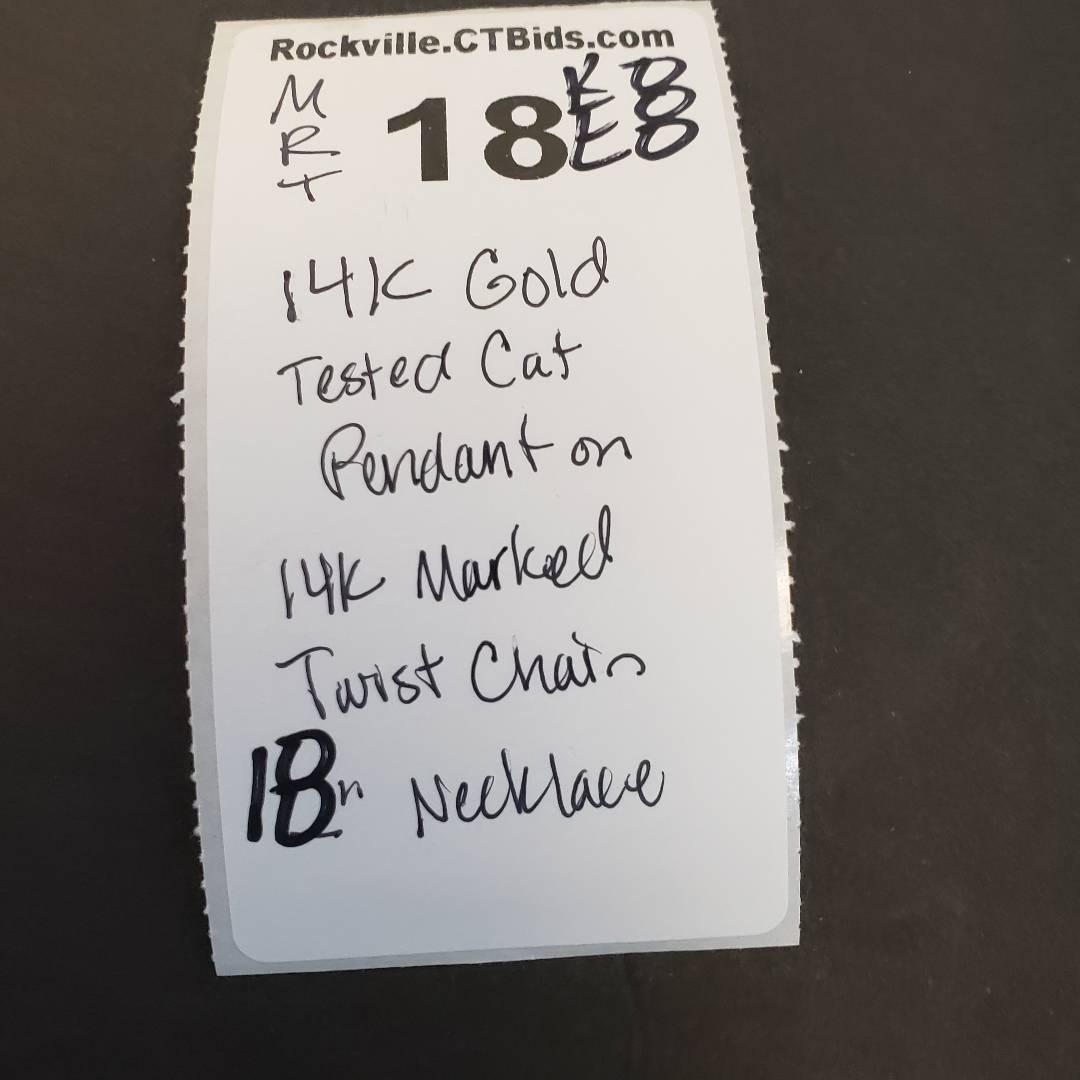 Rockville.CTBids.com
M
R
T
18
14K Gold
Tested Cat
Pendant on
14K Marked
Twist Chain
18" Necklace